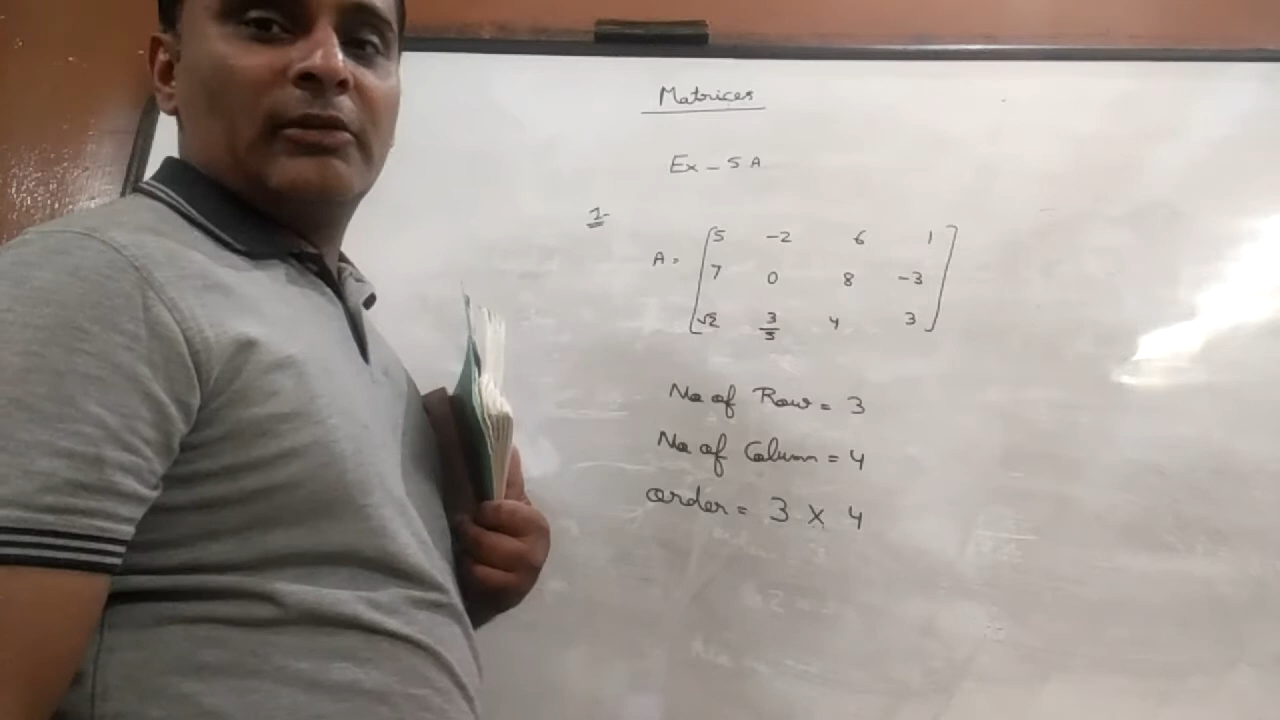 Matrices
Ex - 5A
1-
A = [5 -2 6 1
7 0 8 -3
√2 3/5 4 3]
No of Row = 3
No of Column = 4
order = 3 X 4